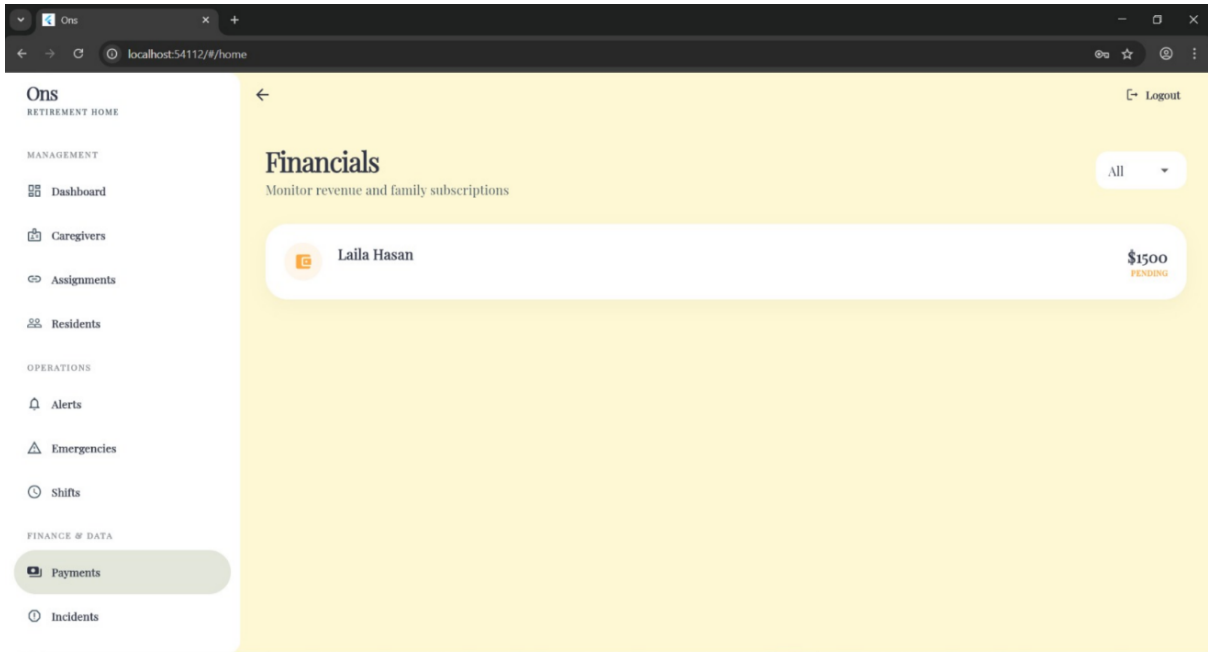 Ons
localhost:54112/#/home
Ons
RETIREMENT HOME
MANAGEMENT
Dashboard
Caregivers
Assignments
Residents
OPERATIONS
Alerts
Emergencies
Shifts
FINANCE & DATA
Payments
Incidents
Logout
Financials
Monitor revenue and family subscriptions
All
Laila Hasan
$1500
PENDING